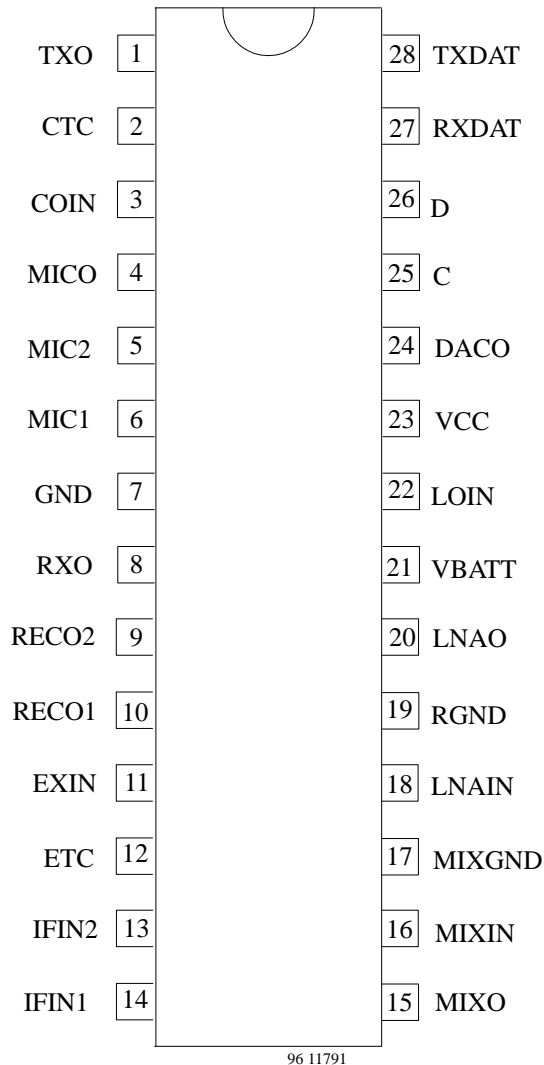 TXO 1 28 TXDAT
CTC 2 27 RXDAT
COIN 3 26 D
MICO 4 25 C
MIC2 5 24 DACO
MIC1 6 23 VCC
GND 7 22 LOIN
RXO 8 21 VBATT
RECO2 9 20 LNAO
RECO1 10 19 RGND
EXIN 11 18 LNAIN
ETC 12 17 MIXGND
IFIN2 13 16 MIXIN
IFIN1 14 15 MIXO
96 11791